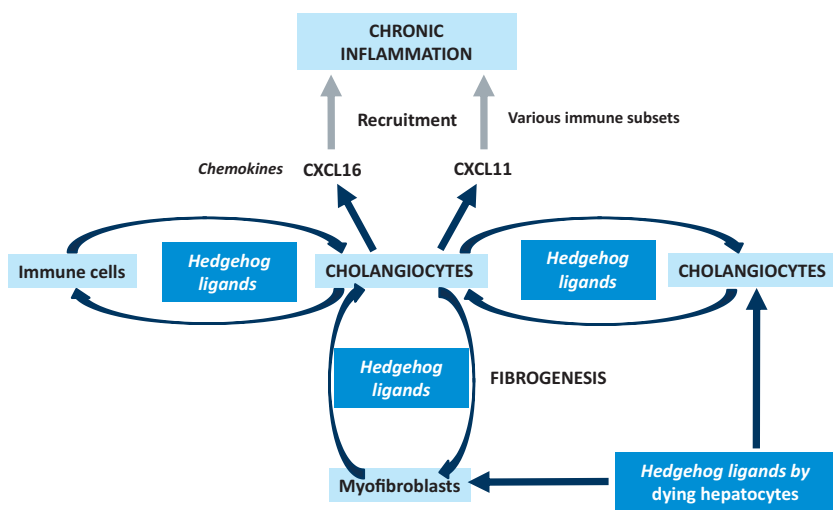 CHRONIC
INFLAMMATION
Recruitment
Various immune subsets
Chemokines CXCL16
CXCL11
Immune cells
Hedgehog
ligands
CHOLANGIOCYTES
Hedgehog
ligands
CHOLANGIOCYTES
Hedgehog
ligands
FIBROGENESIS
Myofibroblasts
Hedgehog ligands by
dying hepatocytes